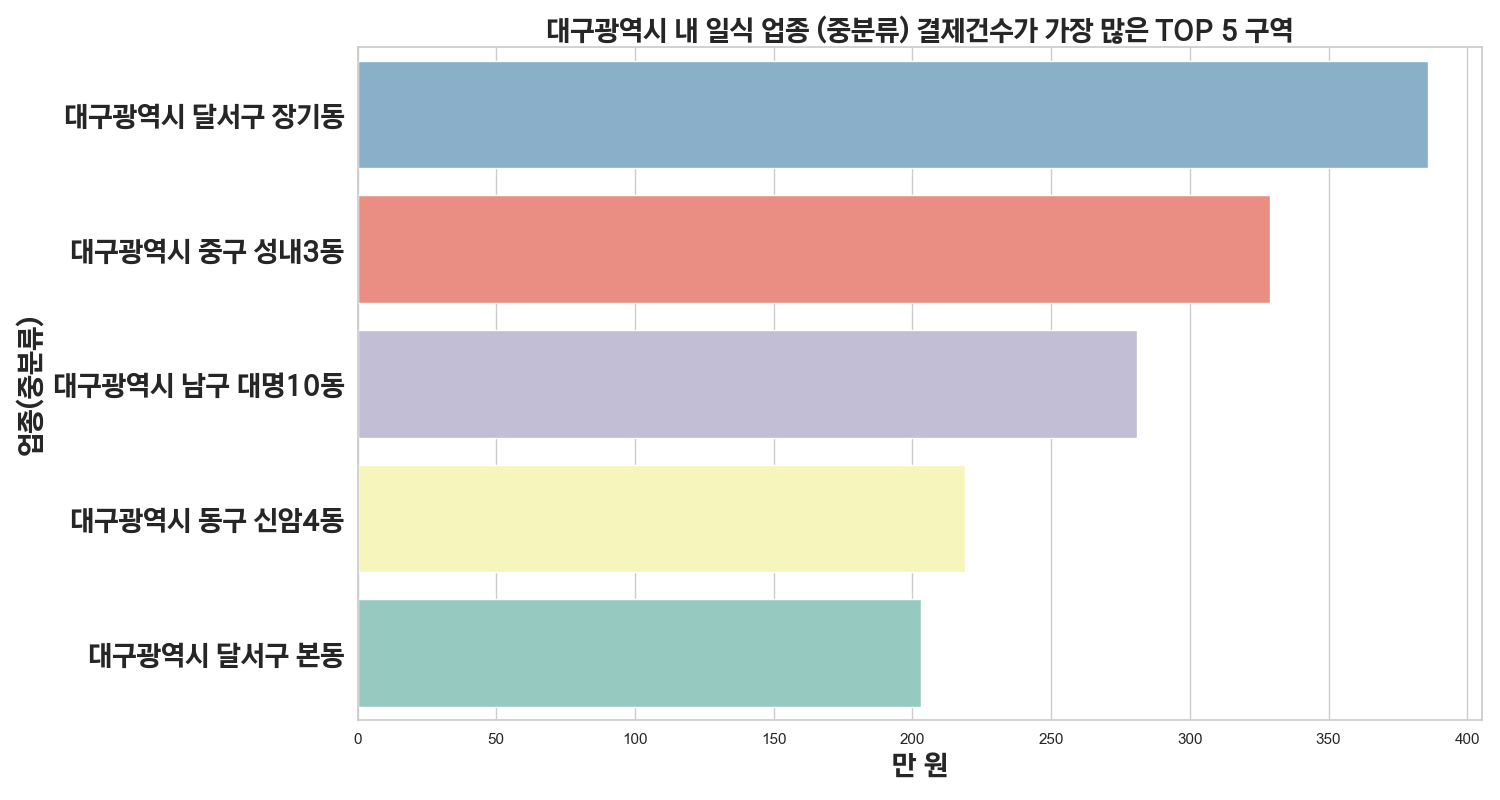 대구광역시 내 일식 업종 (중분류) 결제건수가 가장 많은 TOP 5 구역
업종(중분류)
대구광역시 달서구 장기동
대구광역시 중구 성내3동
대구광역시 남구 대명10동
대구광역시 동구 신암4동
대구광역시 달서구 본동
0 50 100 150 200 250 300 350 400
만 원